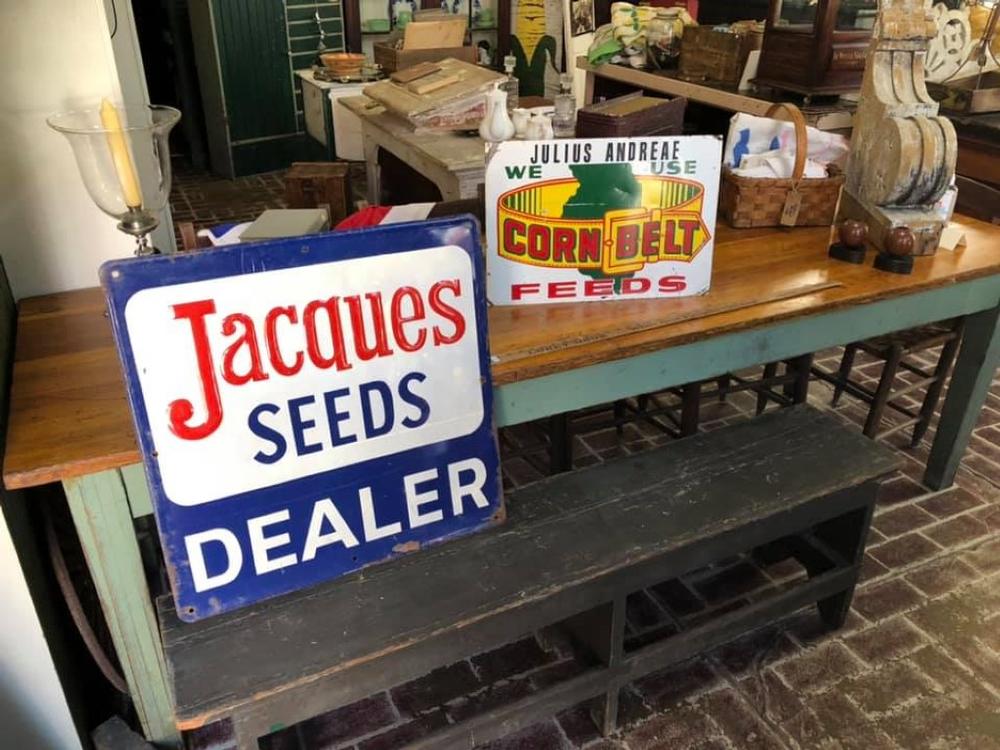 Jacques
SEEDS
DEALER
JULIUS ANDREAE
WE USE
CORN BELT
FEEDS